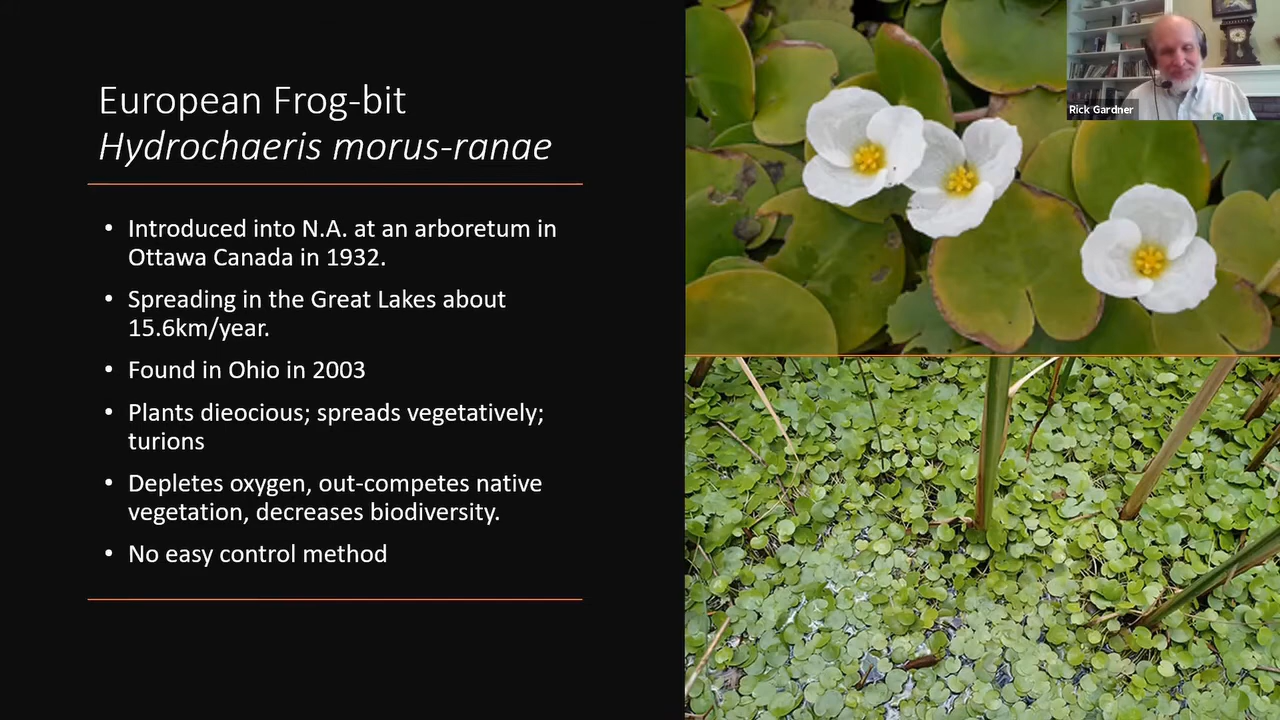 European Frog-bit
Hydrochaeris morus-ranae
• Introduced into N.A. at an arboretum in
Ottawa Canada in 1932.
• Spreading in the Great Lakes about
15.6km/year.
• Found in Ohio in 2003
• Plants dieocious; spreads vegetatively;
turions
• Depletes oxygen, out-competes native
vegetation, decreases biodiversity.
• No easy control method
Rick Gardner